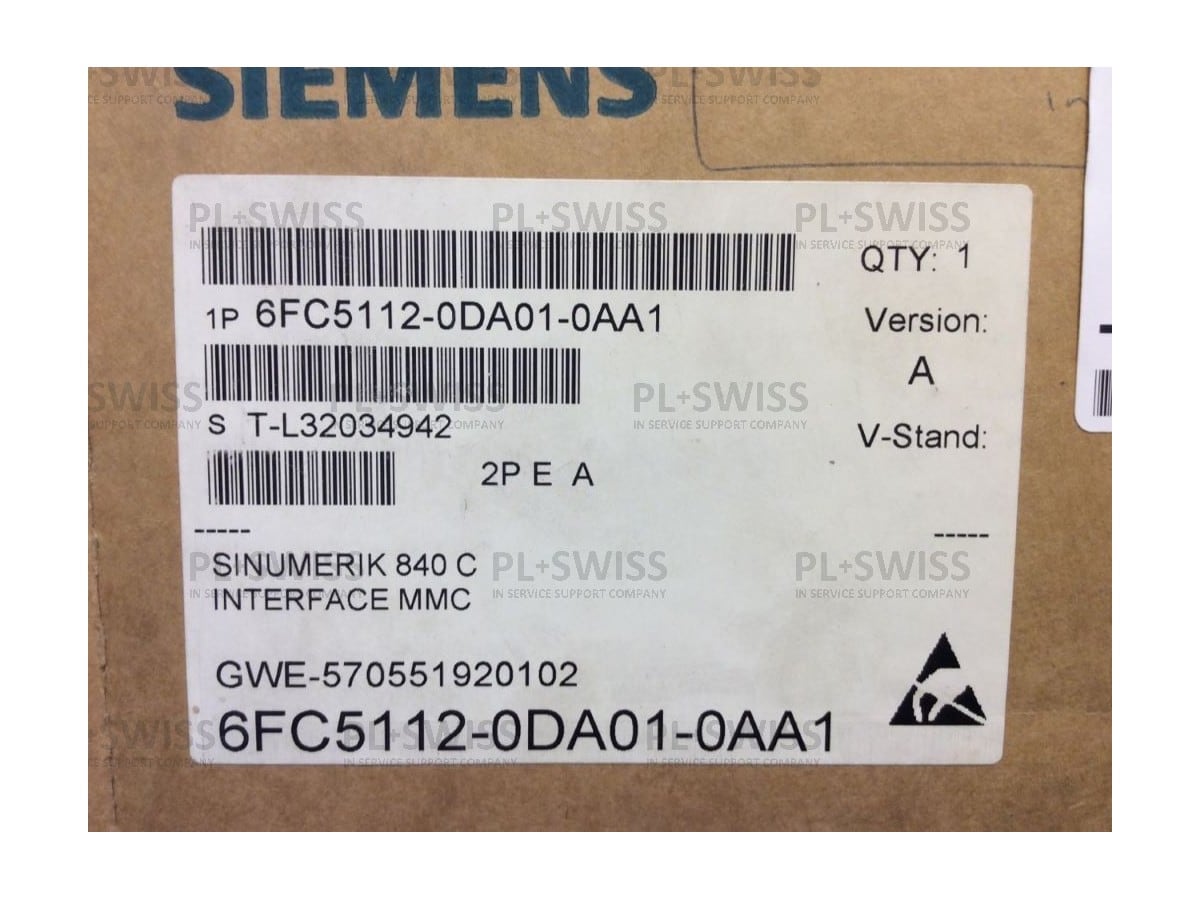 SIEMENS
in
QTY: 1
1P 6FC5112-0DA01-0AA1
Version:
A
S T-L32034942
V-Stand:
2P E A
-----
-----
SINUMERIK 840 C
INTERFACE MMC
GWE-570551920102
6FC5112-0DA01-0AA1
PL+SWISS
IN SERVICE SUPPORT COMPANY